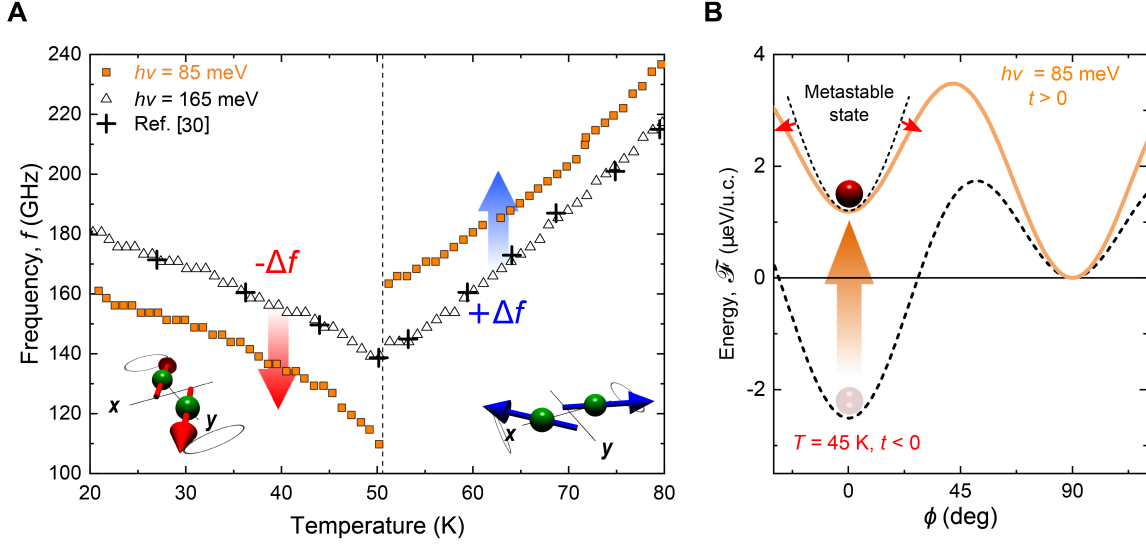 A
240
220
200
180
160
140
120
100
Frequency, f (GHz)
hν = 85 meV
hν = 165 meV
Ref. [30]
-Δf
+Δf
x
y
x
y
20
30
40
50
60
70
80
Temperature (K)
B
4
2
0
-2
Energy, ℱ (µeV/u.c.)
Metastable
state
hν = 85 meV
t > 0
T = 45 K, t < 0
0
45
90
ϕ (deg)